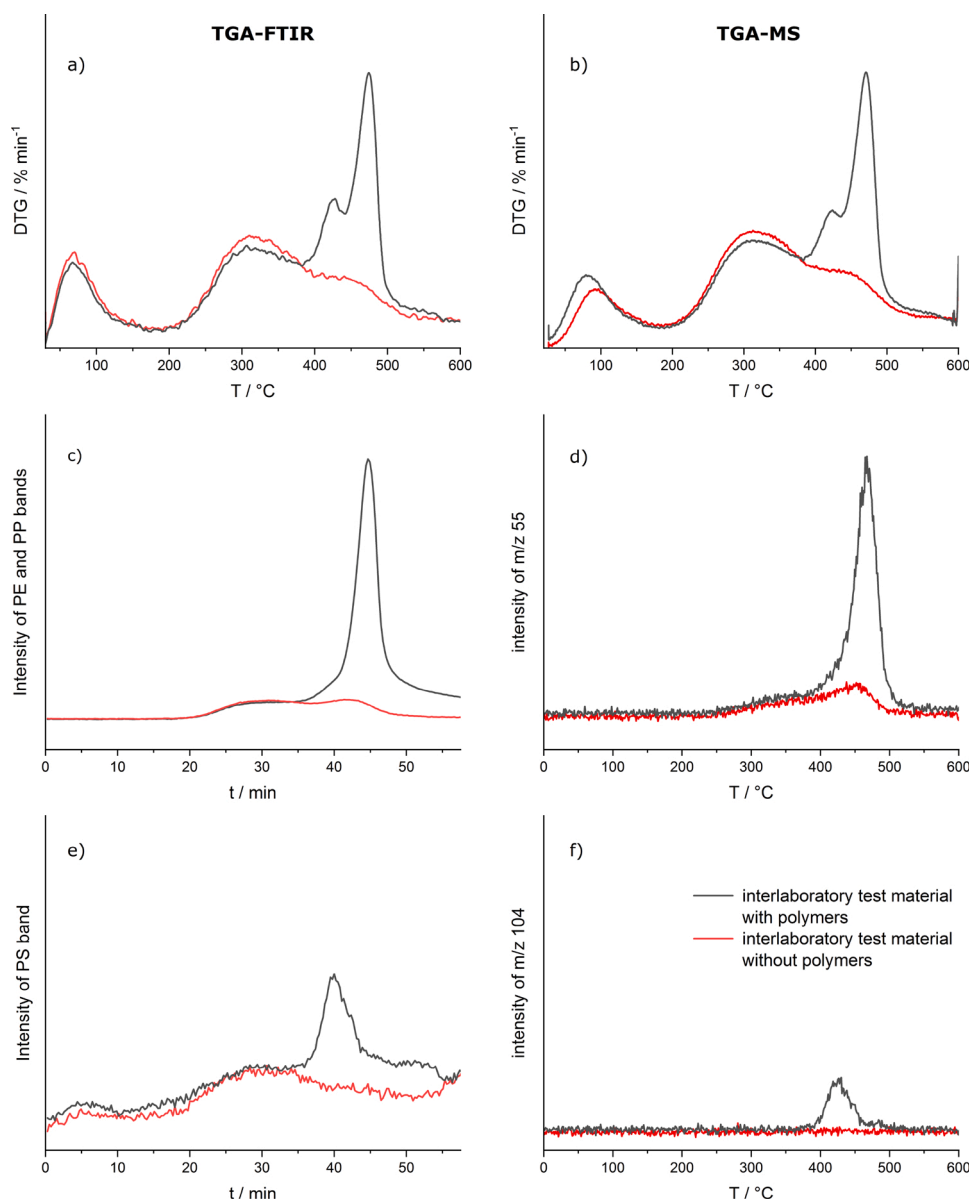 TGA-FTIR
TGA-MS
a)
DTG / % min⁻¹
100 200 300 400 500 600
T / °C
b)
DTG / % min⁻¹
0 100 200 300 400 500 600
T / °C
c)
Intensity of PE and PP bands
0 10 20 30 40 50
t / min
d)
intensity of m/z 55
0 100 200 300 400 500 600
T / °C
e)
Intensity of PS band
0 10 20 30 40 50
t / min
f)
intensity of m/z 104
interlaboratory test material
with polymers
interlaboratory test material
without polymers
0 100 200 300 400 500 600
T / °C